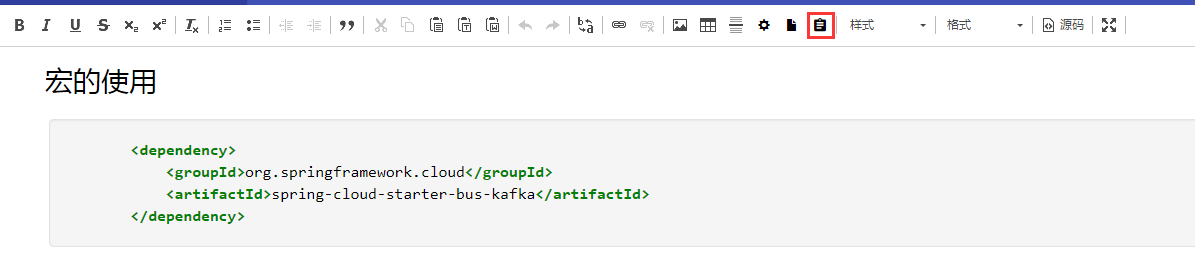 B I U S x₂ x² Tx 样式 格式 源码
宏的使用
<dependency>
<groupId>org.springframework.cloud</groupId>
<artifactId>spring-cloud-starter-bus-kafka</artifactId>
</dependency>